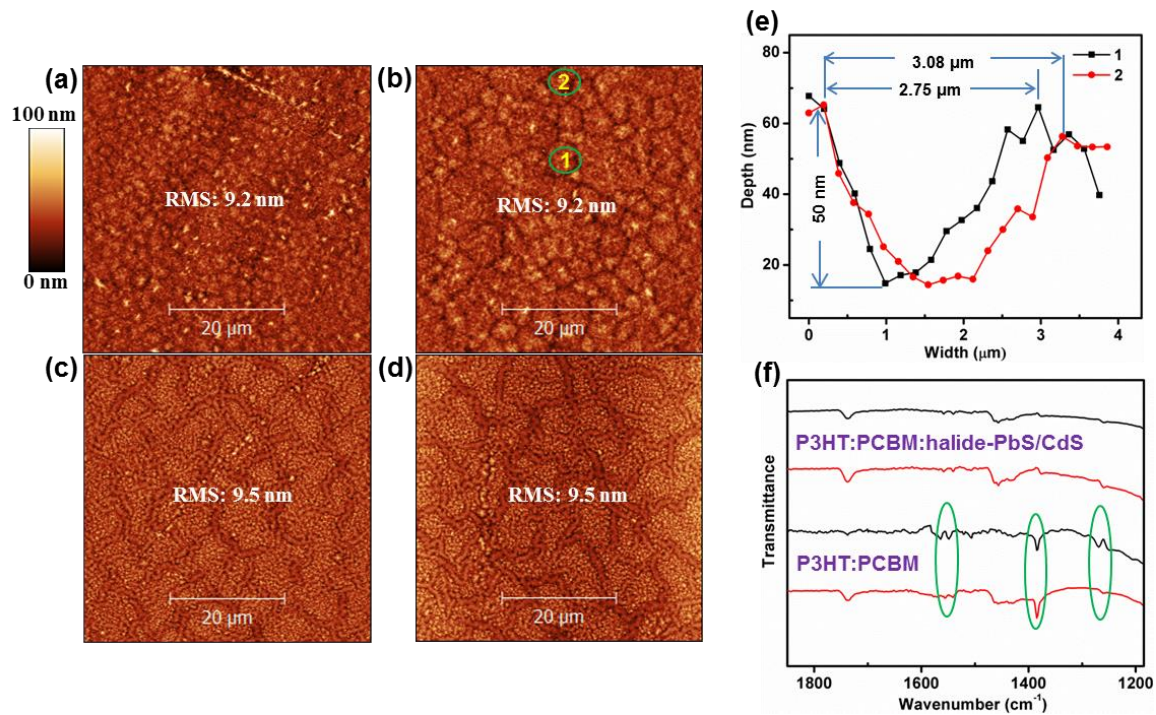 (a)
100 nm
0 nm
RMS: 9.2 nm
20 µm
(b)
2
1
RMS: 9.2 nm
20 µm
(c)
RMS: 9.5 nm
20 µm
(d)
RMS: 9.5 nm
20 µm
(e)
80
60
40
20
Depth (nm)
3.08 µm
2.75 µm
50 nm
1
2
0 1 2 3 4
Width (µm)
(f)
P3HT:PCBM:halide-PbS/CdS
P3HT:PCBM
Transmittance
1800 1600 1400 1200
Wavenumber (cm⁻¹)